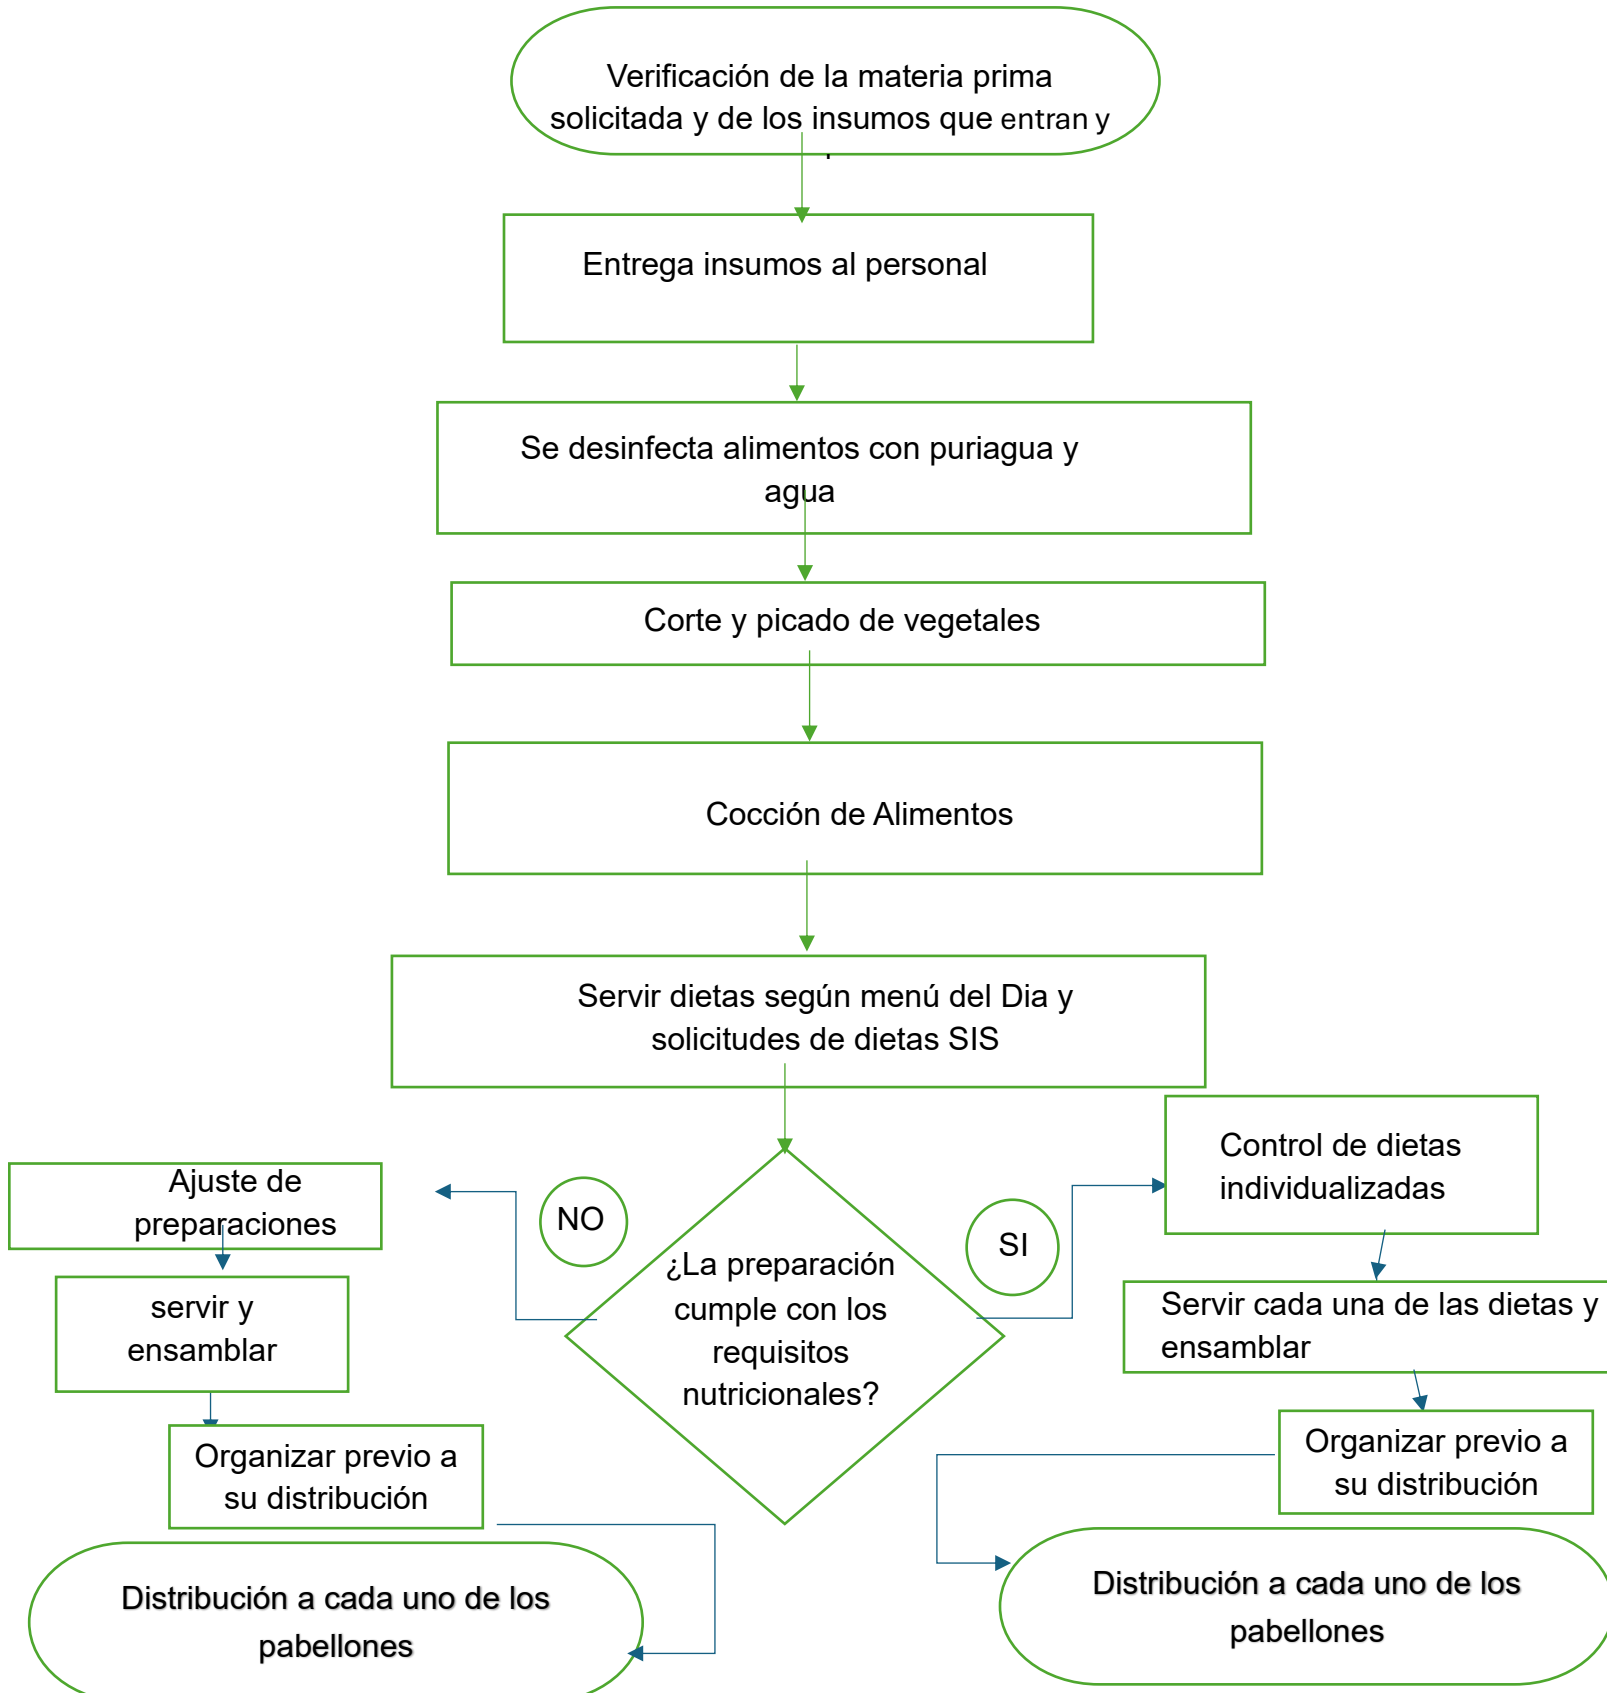 Verificación de la materia prima
solicitada y de los insumos que entran y
Entrega insumos al personal
Se desinfecta alimentos con puriagua y
agua
Corte y picado de vegetales
Cocción de Alimentos
Servir dietas según menú del Dia y
solicitudes de dietas SIS
Ajuste de
preparaciones
servir y
ensamblar
Organizar previo a
su distribución
Distribución a cada uno de los
pabellones
NO
¿La preparación
cumple con los
requisitos
nutricionales?
SI
Control de dietas
individualizadas
Servir cada una de las dietas y
ensamblar
Organizar previo a
su distribución
Distribución a cada uno de los
pabellones